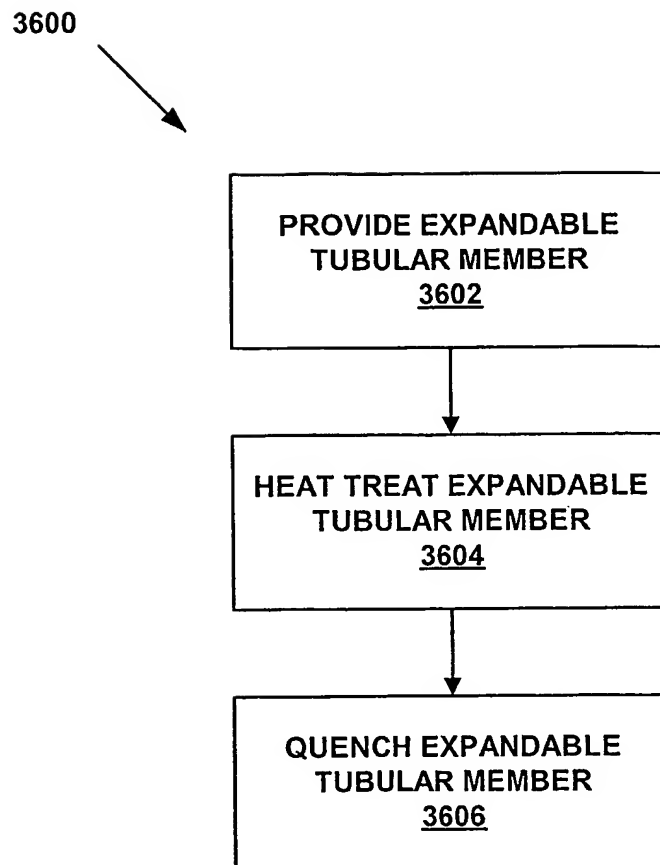 3600
PROVIDE EXPANDABLE
TUBULAR MEMBER
3602
HEAT TREAT EXPANDABLE
TUBULAR MEMBER
3604
QUENCH EXPANDABLE
TUBULAR MEMBER
3606